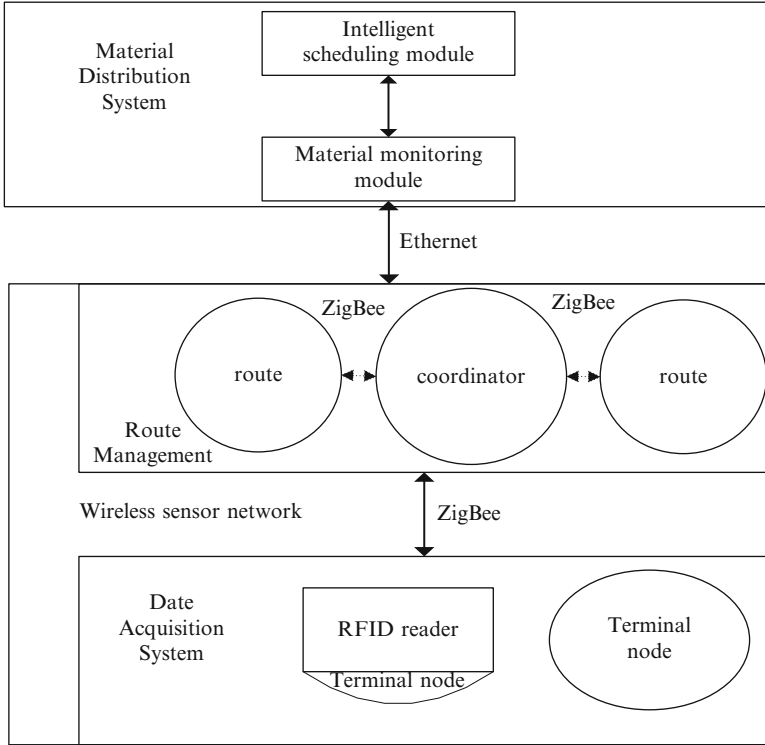 Intelligent
scheduling module
Material
Distribution
System
Material monitoring
module
Ethernet
ZigBee
ZigBee
route
coordinator
route
Route
Management
Wireless sensor network
ZigBee
Date
Acquisition
System
RFID reader
Terminal node
Terminal
node